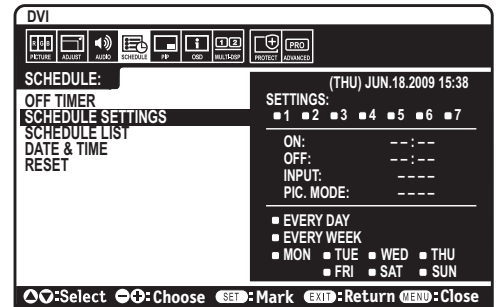 DVI
RGB
PICTURE ADJUST AUDIO SCHEDULE PIP OSD MULTI-DSP PROTECT ADVANCED
1 2
PRO
SCHEDULE:
OFF TIMER
SCHEDULE SETTINGS
SCHEDULE LIST
DATE & TIME
RESET
(THU) JUN.18.2009 15:38
SETTINGS:
1 2 3 4 5 6 7
ON: --:--
OFF: --:--
INPUT: ----
PIC. MODE: ----
EVERY DAY
EVERY WEEK
MON TUE WED THU
FRI SAT SUN
:Select :Choose SET:Mark EXIT:Return MENU:Close